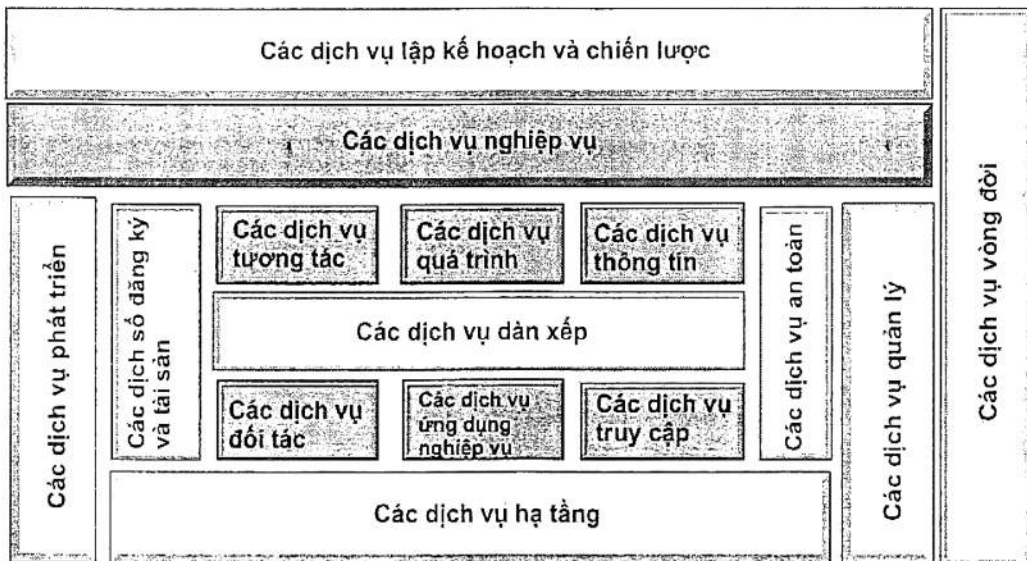 Các dịch vụ lập kế hoạch và chiến lược
Các dịch vụ nghiệp vụ
Các dịch vụ phát triển
Các dịch số đăng ký
và tài sản
Các dịch vụ
tương tác
Các dịch vụ
quá trình
Các dịch vụ
thông tin
Các dịch vụ dàn xếp
Các dịch vụ
đối tác
Các dịch vụ
ứng dụng
nghiệp vụ
Các dịch vụ
truy cập
Các dịch vụ an toàn
Các dịch vụ quản lý
Các dịch vụ hạ tầng
Các dịch vụ vòng đời